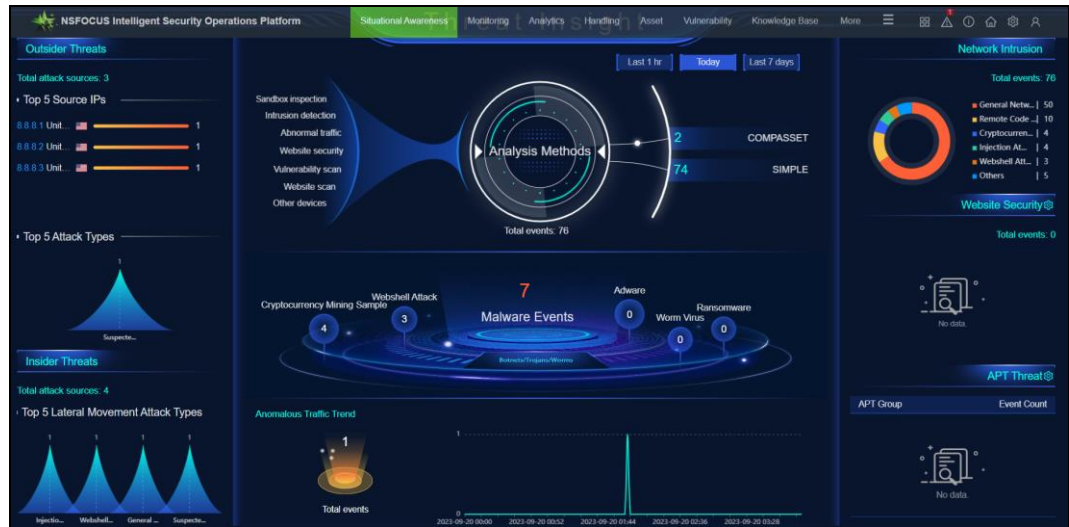 NSFOCUS Intelligent Security Operations Platform
Situational Awareness
Monitoring
Analytics
Handling
Asset
Vulnerability
Knowledge Base
More
1
Threat Insight
Last 1 hr
Today
Last 7 days
Outsider Threats
Total attack sources: 3
Top 5 Source IPs
8.8.8.1 Unit... 1
8.8.8.2 Unit... 1
8.8.8.3 Unit... 1
Top 5 Attack Types
1
Suspecte...
Insider Threats
Total attack sources: 4
Top 5 Lateral Movement Attack Types
1 1 1 1
Injectio... Webshell... General ... Suspecte...
Sandbox inspection
Intrusion detection
Abnormal traffic
Website security
Vulnerability scan
Website scan
Other devices
Analysis Methods
Total events: 76
2 COMPASSET
74 SIMPLE
7
Malware Events
Cryptocurrency Mining Sample
4
Webshell Attack
3
Adware
0
Worm Virus
0
Ransomware
0
Botnets/Trojans/Worms
Anomalous Traffic Trend
1
Total events
1
0
2023-09-20 00:00 2023-09-20 00:52 2023-09-20 01:44 2023-09-20 02:36 2023-09-20 03:28
Network Intrusion
Total events: 76
General Netw... | 50
Remote Code ... | 10
Cryptocurren... | 4
Injection At... | 4
Webshell Att... | 3
Others | 5
Website Security
Total events: 0
No data.
APT Threat
APT Group Event Count
No data.